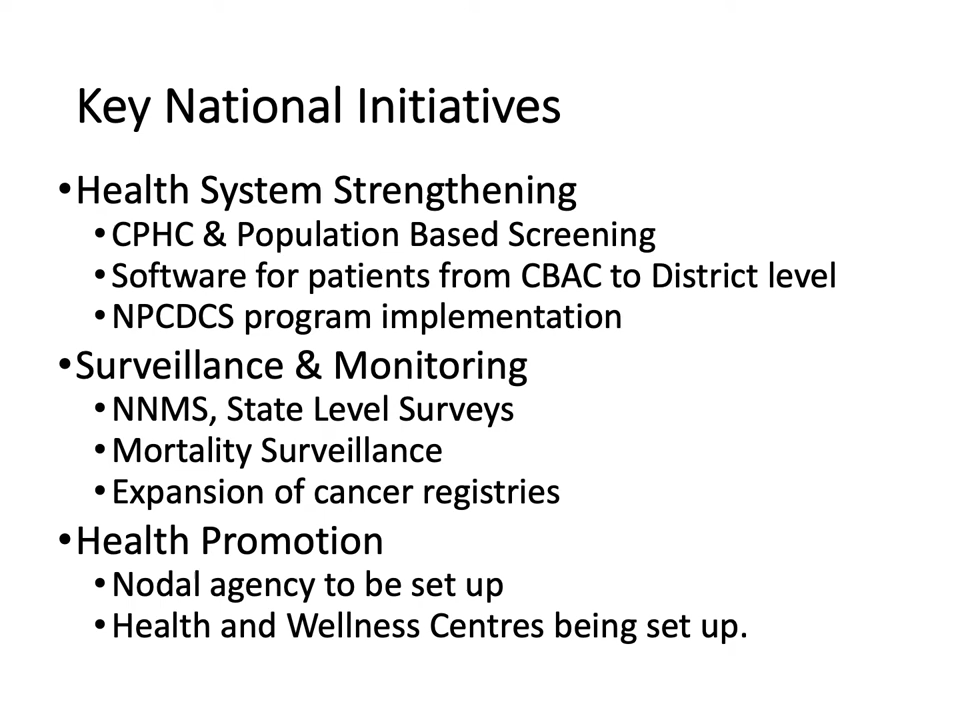 Key National Initiatives
•Health System Strengthening
•CPHC & Population Based Screening
•Software for patients from CBAC to District level
•NPCDCS program implementation
•Surveillance & Monitoring
•NNMS, State Level Surveys
•Mortality Surveillance
•Expansion of cancer registries
•Health Promotion
•Nodal agency to be set up
•Health and Wellness Centres being set up.